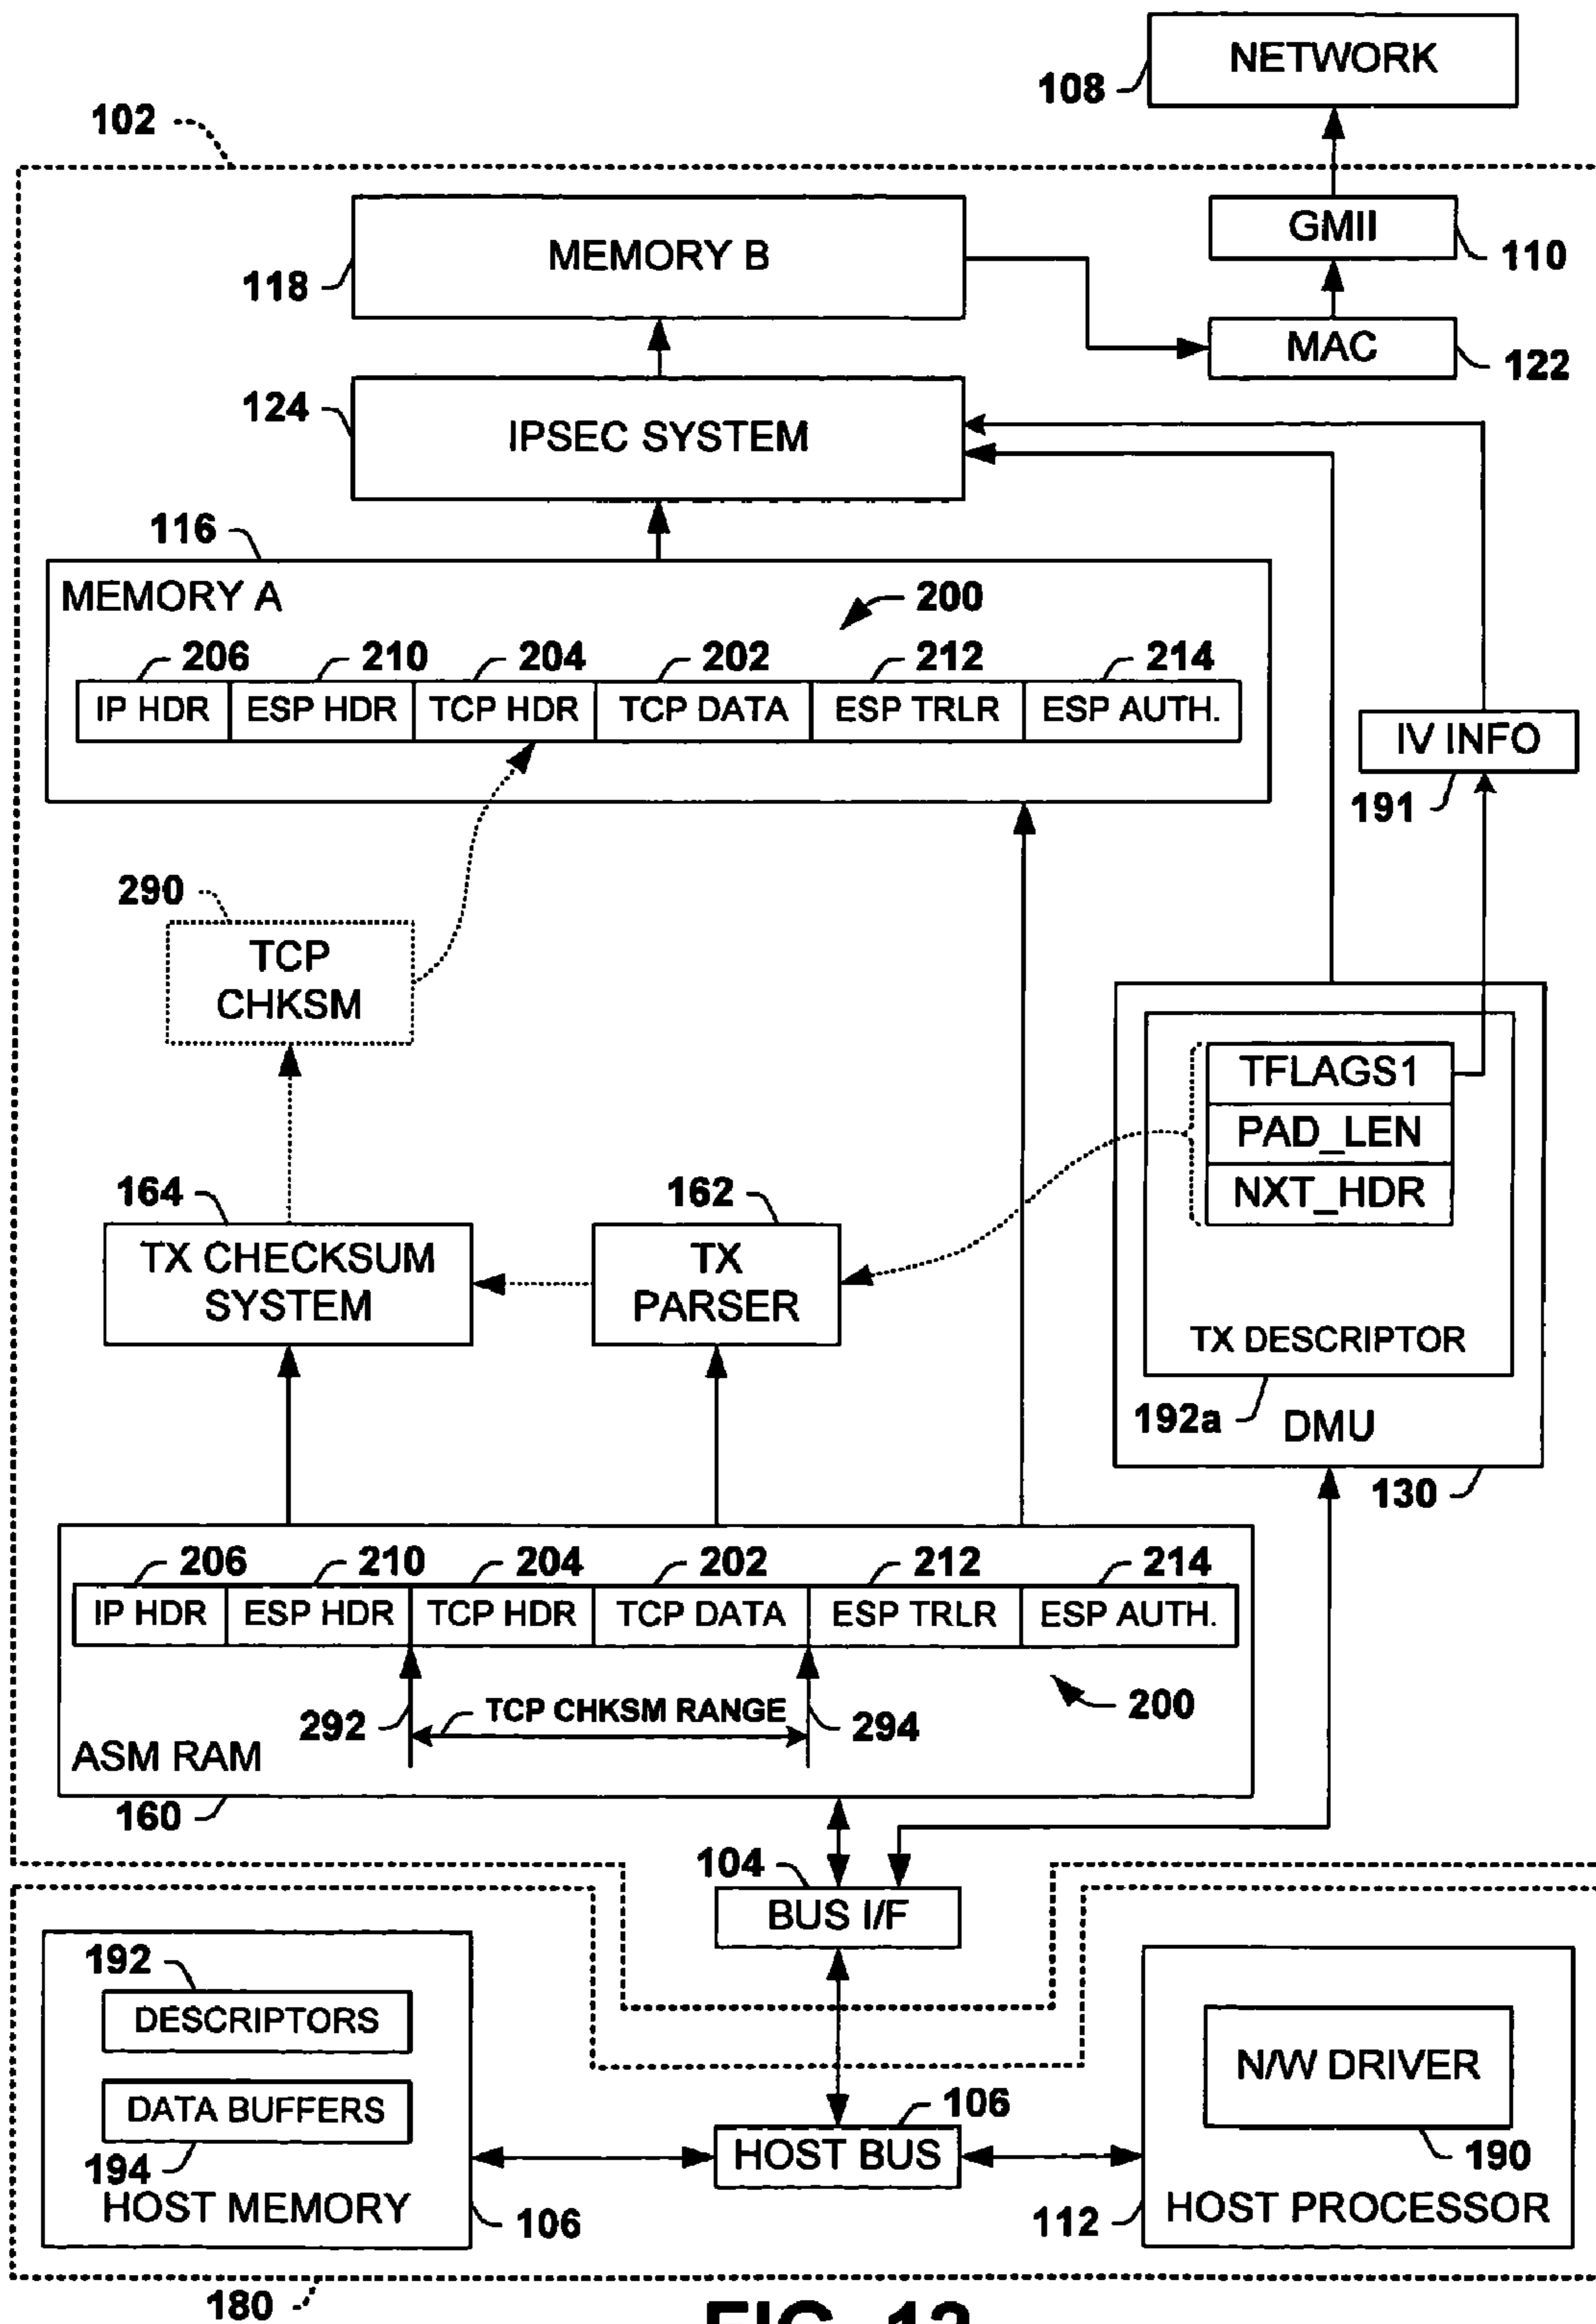 NETWORK
108
102
MEMORY B
118
GMII
110
MAC
122
124
IPSEC SYSTEM
116
MEMORY A
200
206
210
204
202
212
214
IP HDR
ESP HDR
TCP HDR
TCP DATA
ESP TRLR
ESP AUTH.
IV INFO
191
290
TCP
CHKSM
TFLAGS1
PAD_LEN
NXT_HDR
TX DESCRIPTOR
192a
DMU
130
164
TX CHECKSUM
SYSTEM
162
TX
PARSER
206
210
204
202
212
214
IP HDR
ESP HDR
TCP HDR
TCP DATA
ESP TRLR
ESP AUTH.
292
TCP CHKSM RANGE
294
200
ASM RAM
160
104
BUS I/F
192
DESCRIPTORS
DATA BUFFERS
194
HOST MEMORY
106
106
HOST BUS
N/W DRIVER
190
112
HOST PROCESSOR
180